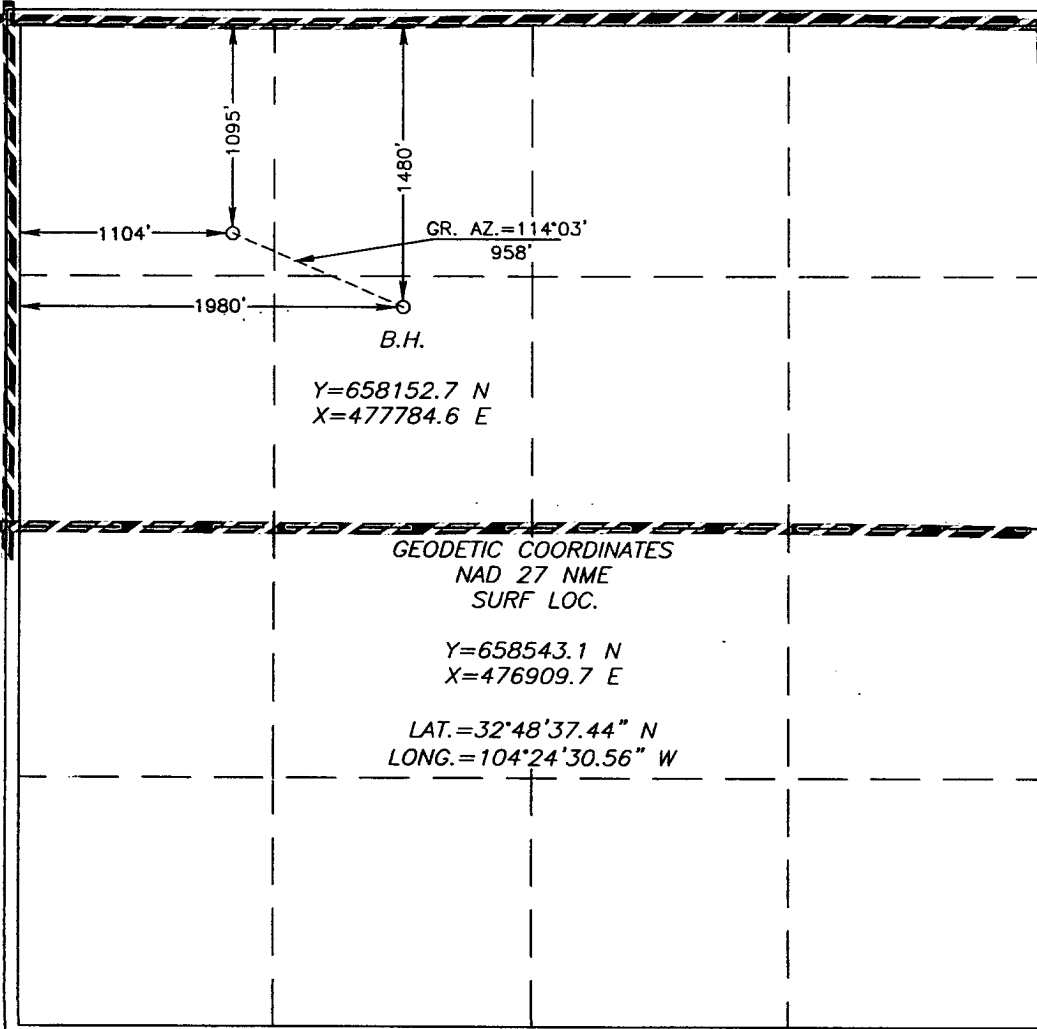 1095'
1480'
1104'
GR. AZ.=114°03'
958'
1980'
B.H.
Y=658152.7 N
X=477784.6 E
GEODETIC COORDINATES
NAD 27 NME
SURF LOC.
Y=658543.1 N
X=476909.7 E
LAT.=32°48'37.44" N
LONG.=104°24'30.56" W